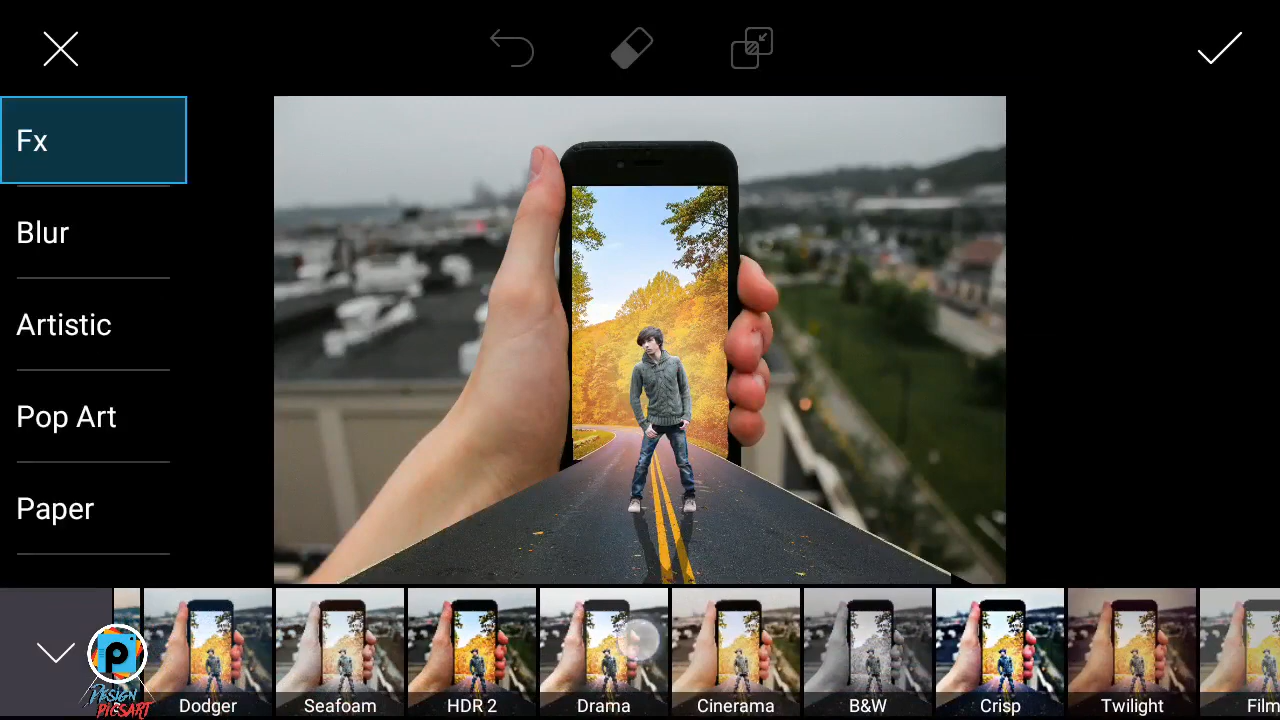 Fx
Blur
Artistic
Pop Art
Paper
Dodger
Seafoam
HDR 2
Drama
Cinerama
B&W
Crisp
Twilight
Film
P
DESIGN
PICSART